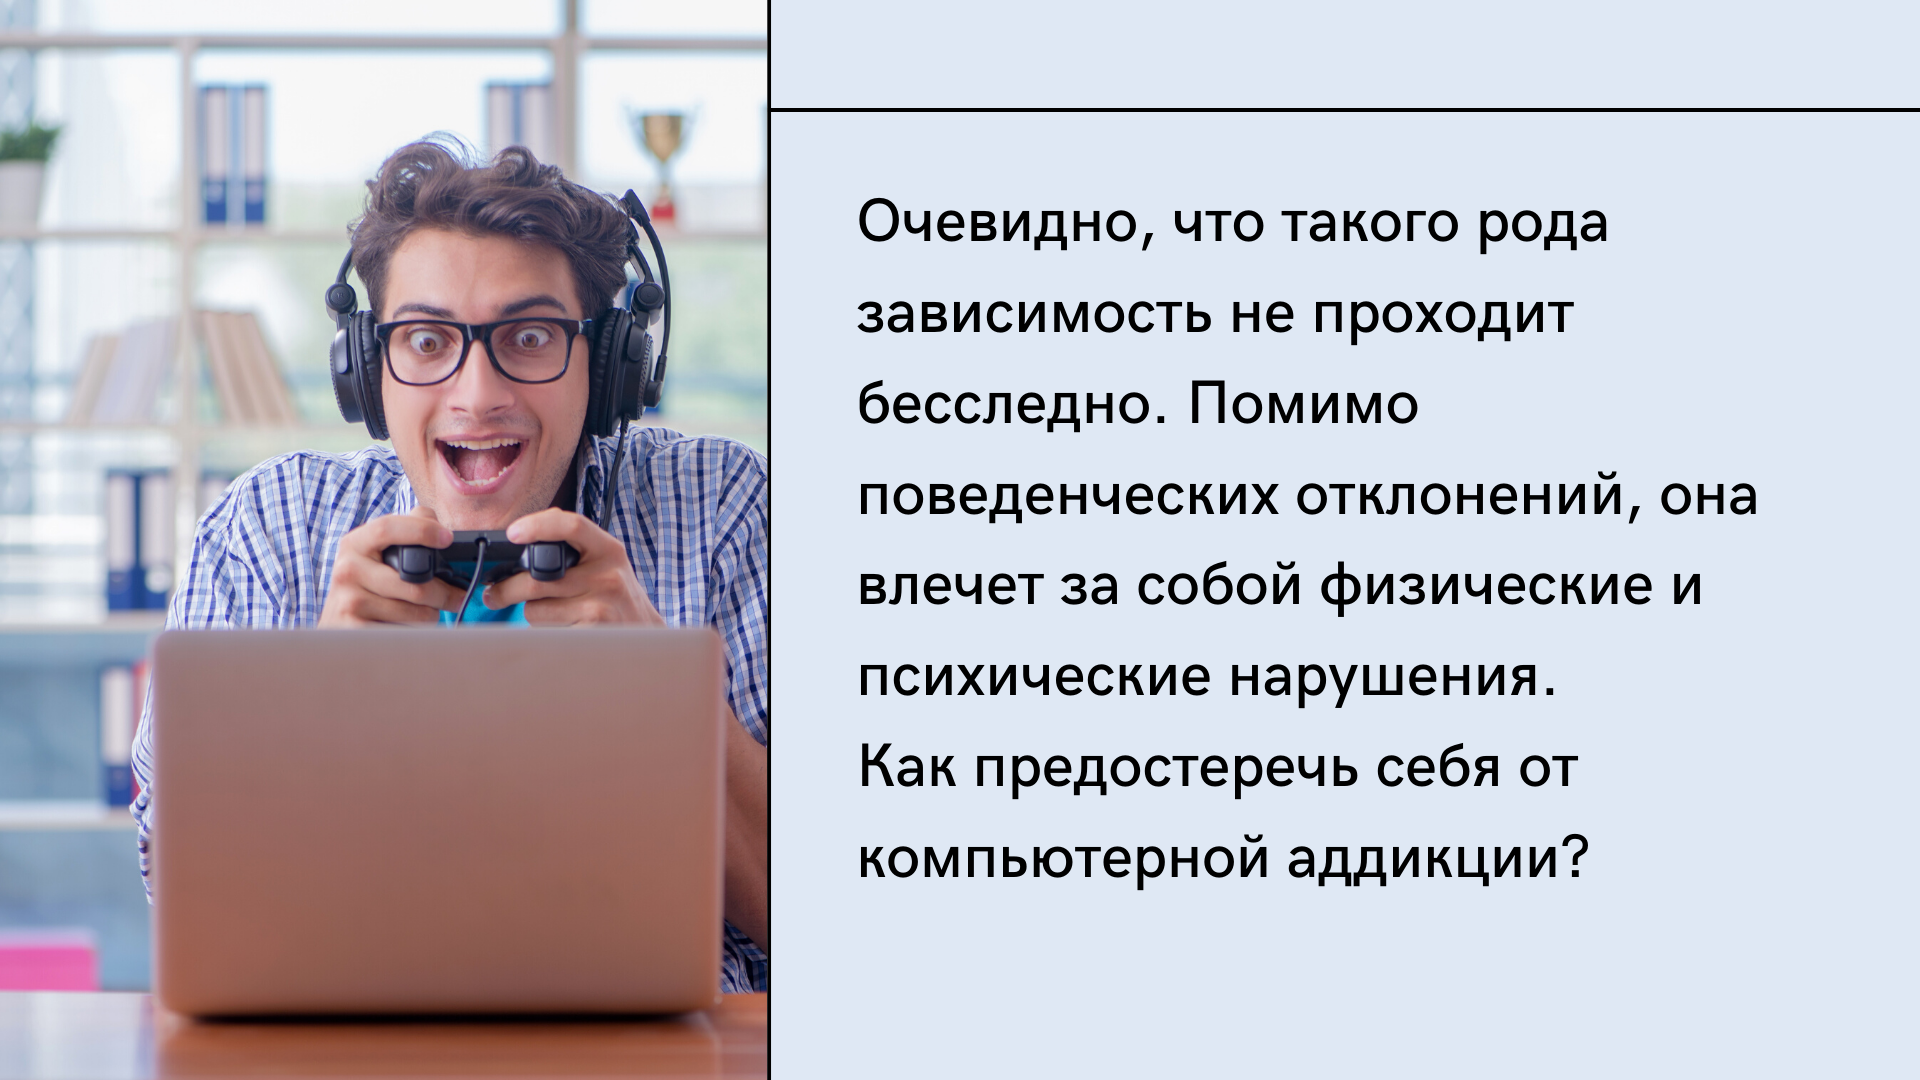 Очевидно, что такого рода
зависимость не проходит
бесследно. Помимо
поведенческих отклонений, она
влечет за собой физические и
психические нарушения.
Как предостеречь себя от
компьютерной аддикции?